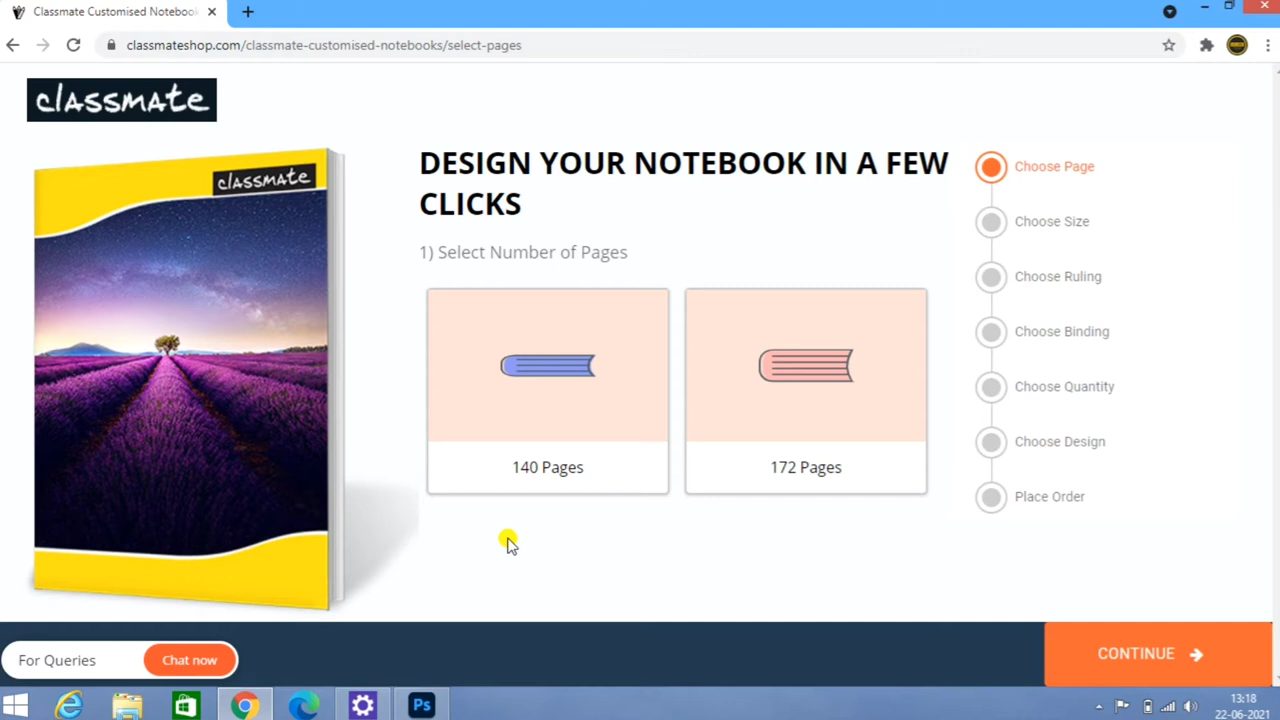 Classmate Customised Notebook
classmateshop.com/classmate-customised-notebooks/select-pages
classmate
classmate
DESIGN YOUR NOTEBOOK IN A FEW
CLICKS
1) Select Number of Pages
140 Pages
172 Pages
Choose Page
Choose Size
Choose Ruling
Choose Binding
Choose Quantity
Choose Design
Place Order
For Queries
Chat now
CONTINUE
Ps
13:18
22-06-2021